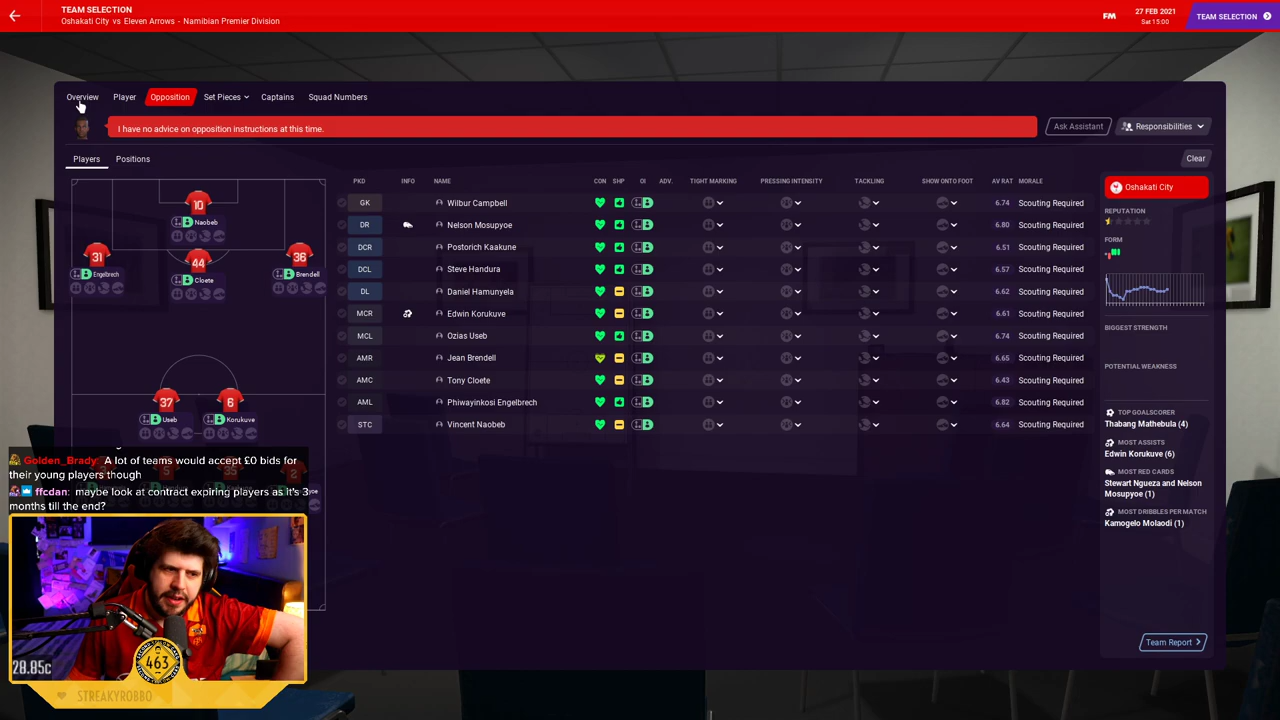 TEAM SELECTION
Oshakati City vs Eleven Arrows - Namibian Premier Division
FM
27 FEB 2021
Sat 15:00
TEAM SELECTION
Overview
Player
Opposition
Set Pieces
Captains
Squad Numbers
I have no advice on opposition instructions at this time.
Ask Assistant
Responsibilities
Players
Positions
Clear
PKD INFO NAME CON SHP OI ADV. TIGHT MARKING PRESSING INTENSITY TACKLING SHOW ONTO FOOT AV RAT MORALE
GK Wilbur Campbell 6.74 Scouting Required
DR Nelson Mosupyoe 6.80 Scouting Required
DCR Postorich Kaakune 6.51 Scouting Required
DCL Steve Handura 6.57 Scouting Required
DL Daniel Hamunyela 6.62 Scouting Required
MCR Edwin Korukuve 6.61 Scouting Required
MCL Ozias Useb 6.74 Scouting Required
AMR Jean Brendell 6.65 Scouting Required
AMC Tony Cloete 6.43 Scouting Required
AML Phiwayinkosi Engelbrech 6.82 Scouting Required
STC Vincent Naobeb 6.64 Scouting Required
10
Naobeb
31
Engelbrech
44
Cloete
36
Brendell
37
Useb
6
Korukuve
Oshakati City
REPUTATION
FORM
BIGGEST STRENGTH
POTENTIAL WEAKNESS
TOP GOALSCORER
Thabang Mathebula (4)
MOST ASSISTS
Edwin Korukuve (6)
MOST RED CARDS
Stewart Ngueza and Nelson
Mosupyoe (1)
MOST DRIBBLES PER MATCH
Kamogelo Molaodi (1)
Team Report
Golden_Brady: A lot of teams would accept £0 bids for
their young players though
ffcdan: maybe look at contract expiring players as it's 3
months till the end?
28.85c
463
STREAKYROBBO